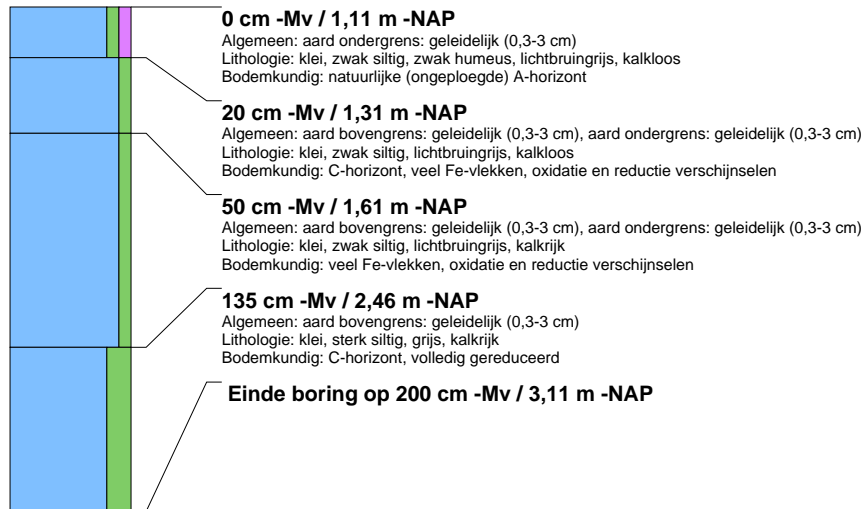 0 cm -Mv / 1,11 m -NAP
Algemeen: aard ondergrens: geleidelijk (0,3-3 cm)
Lithologie: klei, zwak siltig, zwak humeus, lichtbruingrijs, kalkloos
Bodemkundig: natuurlijke (ongeploegde) A-horizont
20 cm -Mv / 1,31 m -NAP
Algemeen: aard bovengrens: geleidelijk (0,3-3 cm), aard ondergrens: geleidelijk (0,3-3 cm)
Lithologie: klei, zwak siltig, lichtbruingrijs, kalkloos
Bodemkundig: C-horizont, veel Fe-vlekken, oxidatie en reductie verschijnselen
50 cm -Mv / 1,61 m -NAP
Algemeen: aard bovengrens: geleidelijk (0,3-3 cm), aard ondergrens: geleidelijk (0,3-3 cm)
Lithologie: klei, zwak siltig, lichtbruingrijs, kalkrijk
Bodemkundig: veel Fe-vlekken, oxidatie en reductie verschijnselen
135 cm -Mv / 2,46 m -NAP
Algemeen: aard bovengrens: geleidelijk (0,3-3 cm)
Lithologie: klei, sterk siltig, grijs, kalkrijk
Bodemkundig: C-horizont, volledig gereduceerd
Einde boring op 200 cm -Mv / 3,11 m -NAP